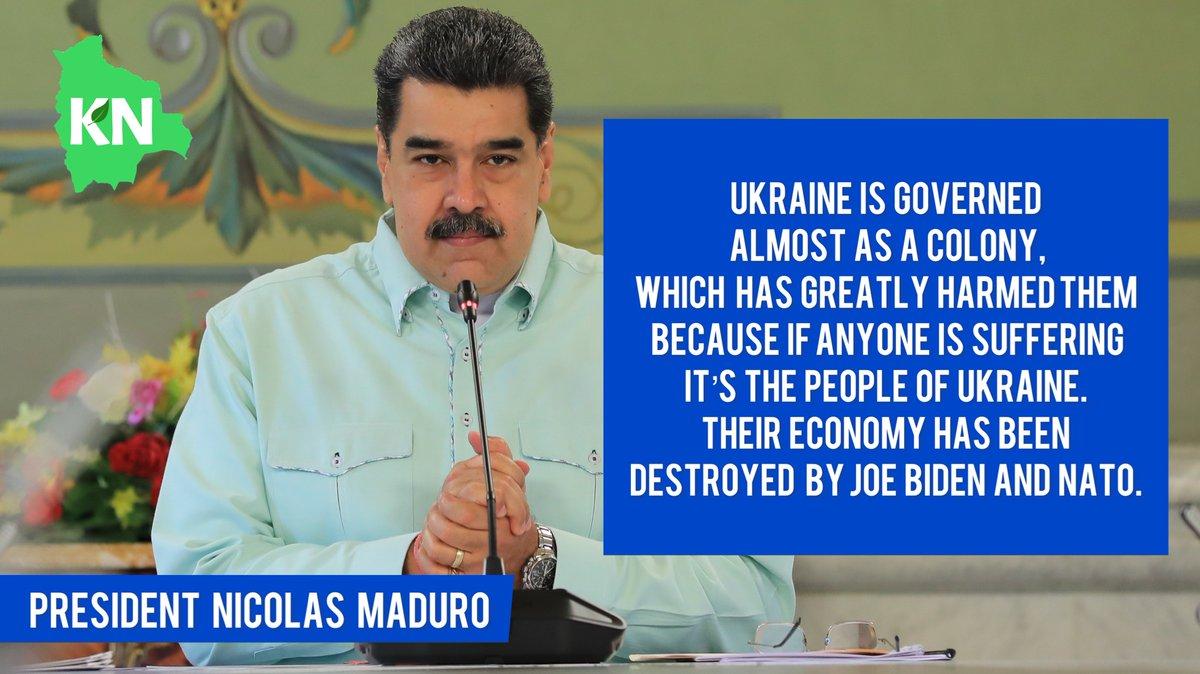 KN
UKRAINE IS GOVERNED
ALMOST AS A COLONY,
WHICH HAS GREATLY HARMED THEM
BECAUSE IF ANYONE IS SUFFERING
IT'S THE PEOPLE OF UKRAINE.
THEIR ECONOMY HAS BEEN
DESTROYED BY JOE BIDEN AND NATO.
PRESIDENT NICOLAS MADURO